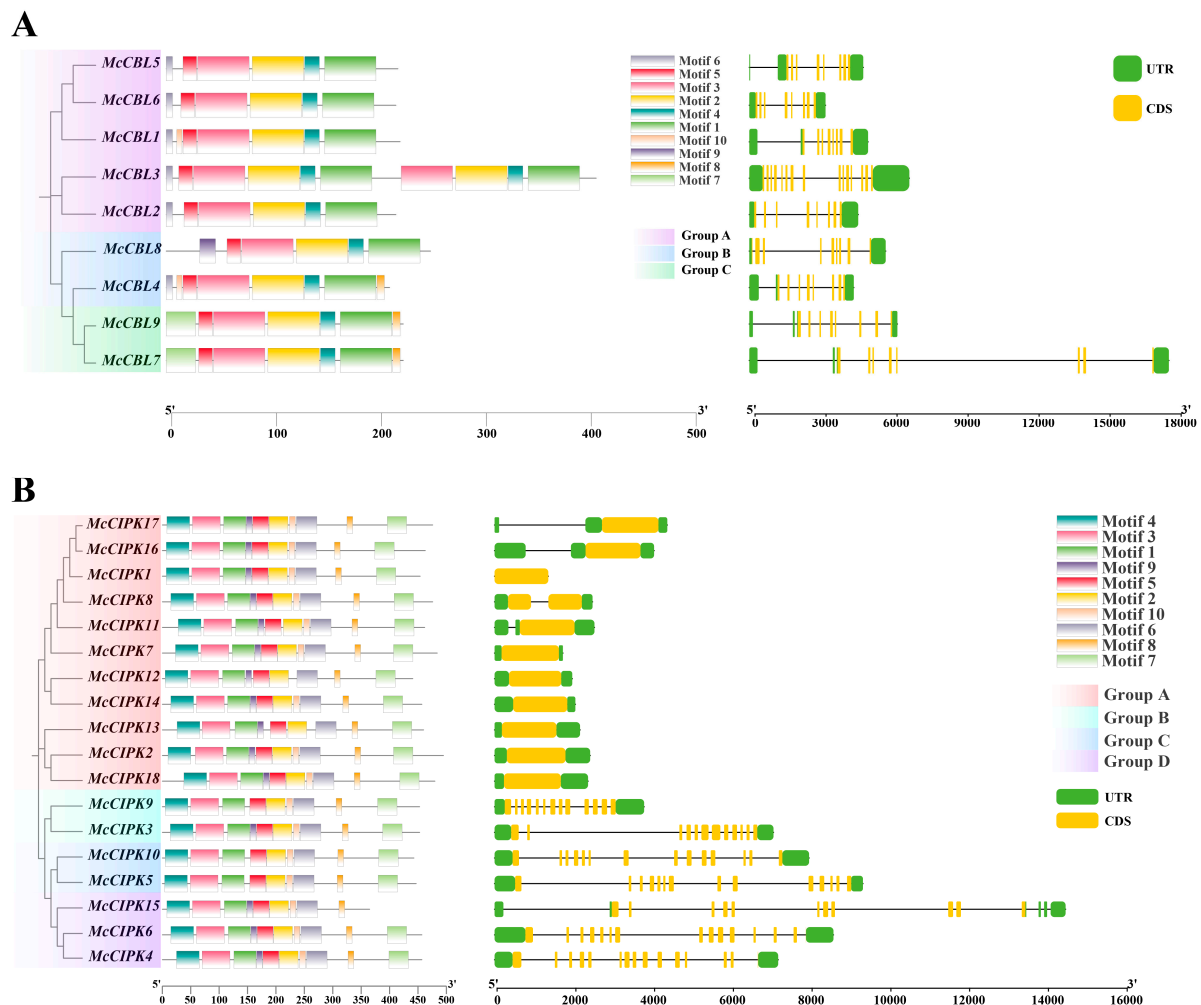 A
McCBL5
McCBL6
McCBL1
McCBL3
McCBL2
McCBL8
McCBL4
McCBL9
McCBL7
Motif 6
Motif 5
Motif 3
Motif 2
Motif 4
Motif 1
Motif 10
Motif 9
Motif 8
Motif 7
Group A
Group B
Group C
UTR
CDS
5' 3'
0 100 200 300 400 500
5' 3'
0 3000 6000 9000 12000 15000 18000
B
McCIPK17
McCIPK16
McCIPK1
McCIPK8
McCIPK11
McCIPK7
McCIPK12
McCIPK14
McCIPK13
McCIPK2
McCIPK18
McCIPK9
McCIPK3
McCIPK10
McCIPK5
McCIPK15
McCIPK6
McCIPK4
Motif 4
Motif 3
Motif 1
Motif 9
Motif 5
Motif 2
Motif 10
Motif 6
Motif 8
Motif 7
Group A
Group B
Group C
Group D
UTR
CDS
5' 3'
0 50 100 150 200 250 300 350 400 450 500
5' 3'
0 2000 4000 6000 8000 10000 12000 14000 16000